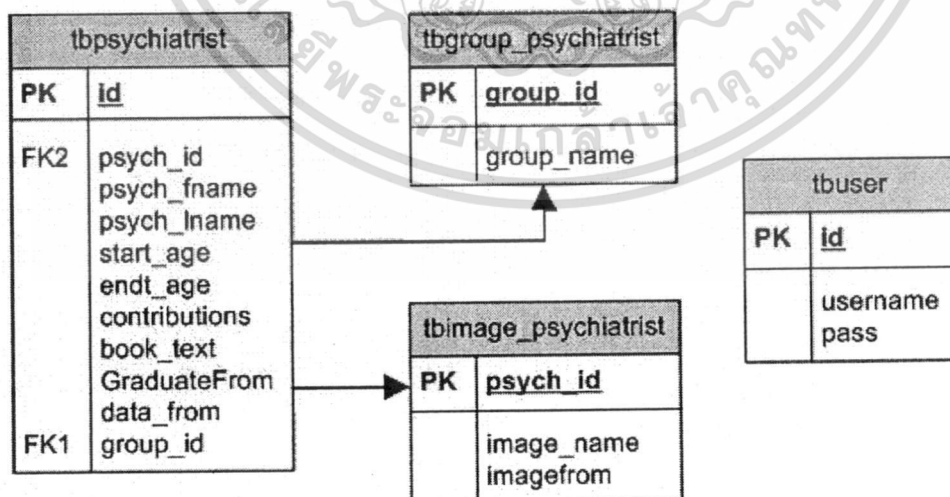 tbpsychiatrist
PK id
FK2 psych_id
psych_fname
psych_lname
start_age
endt_age
contributions
book_text
GraduateFrom
data_from
FK1 group_id
tbgroup_psychiatrist
PK group_id
group_name
tbimage_psychiatrist
PK psych_id
image_name
imagefrom
tbuser
PK id
username
pass